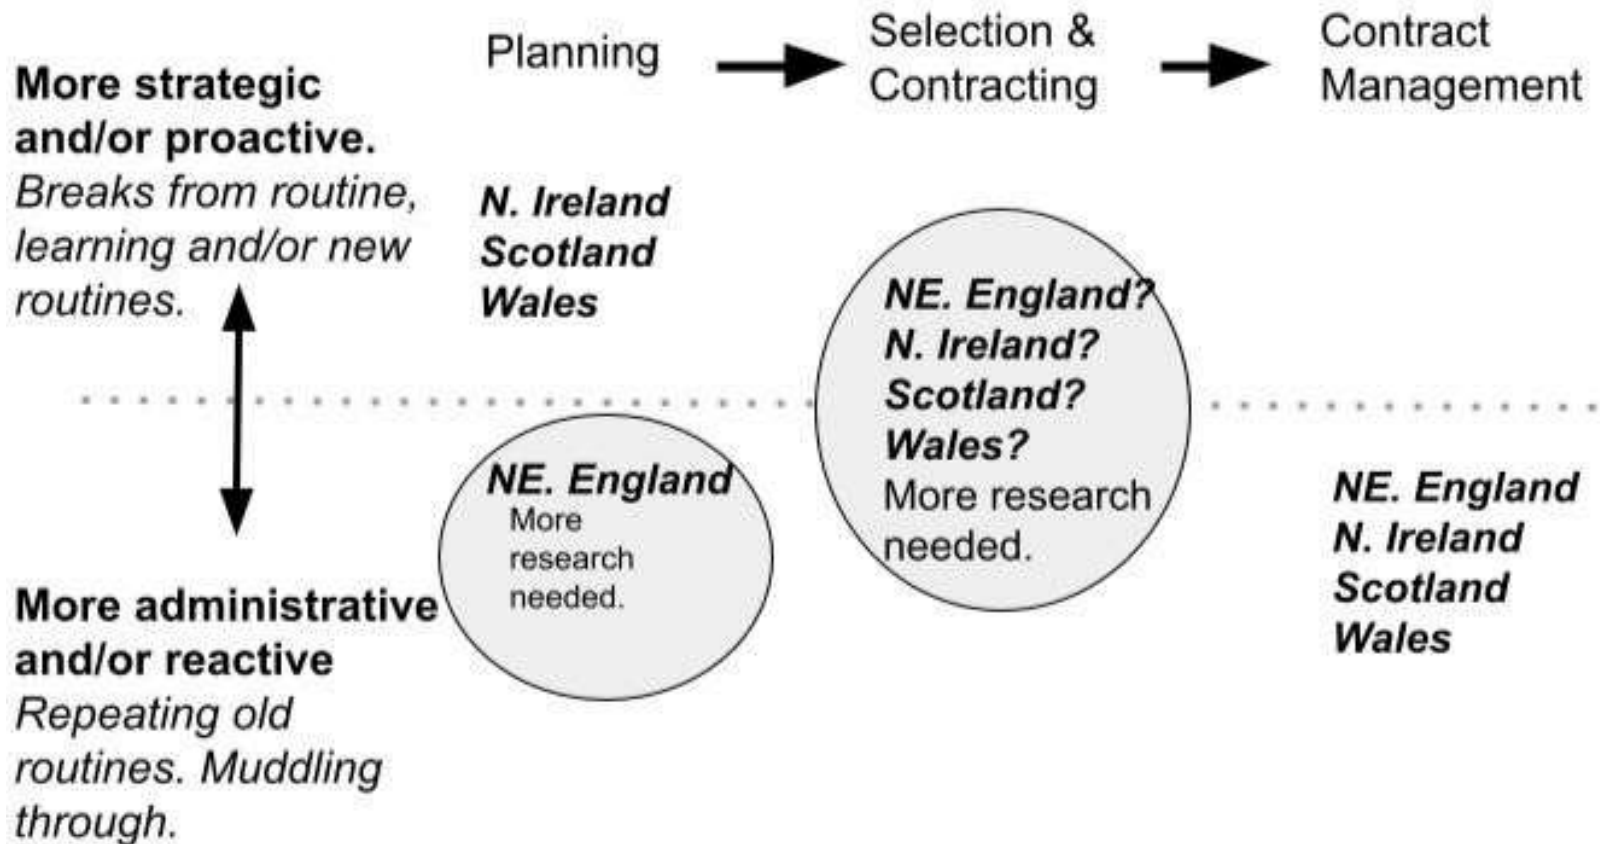 Planning
Selection &
Contracting
Contract
Management
More strategic
and/or proactive.
Breaks from routine,
learning and/or new
routines.
N. Ireland
Scotland
Wales
NE. England?
N. Ireland?
Scotland?
Wales?
More research
needed.
NE. England
More
research
needed.
NE. England
N. Ireland
Scotland
Wales
More administrative
and/or reactive
Repeating old
routines. Muddling
through.